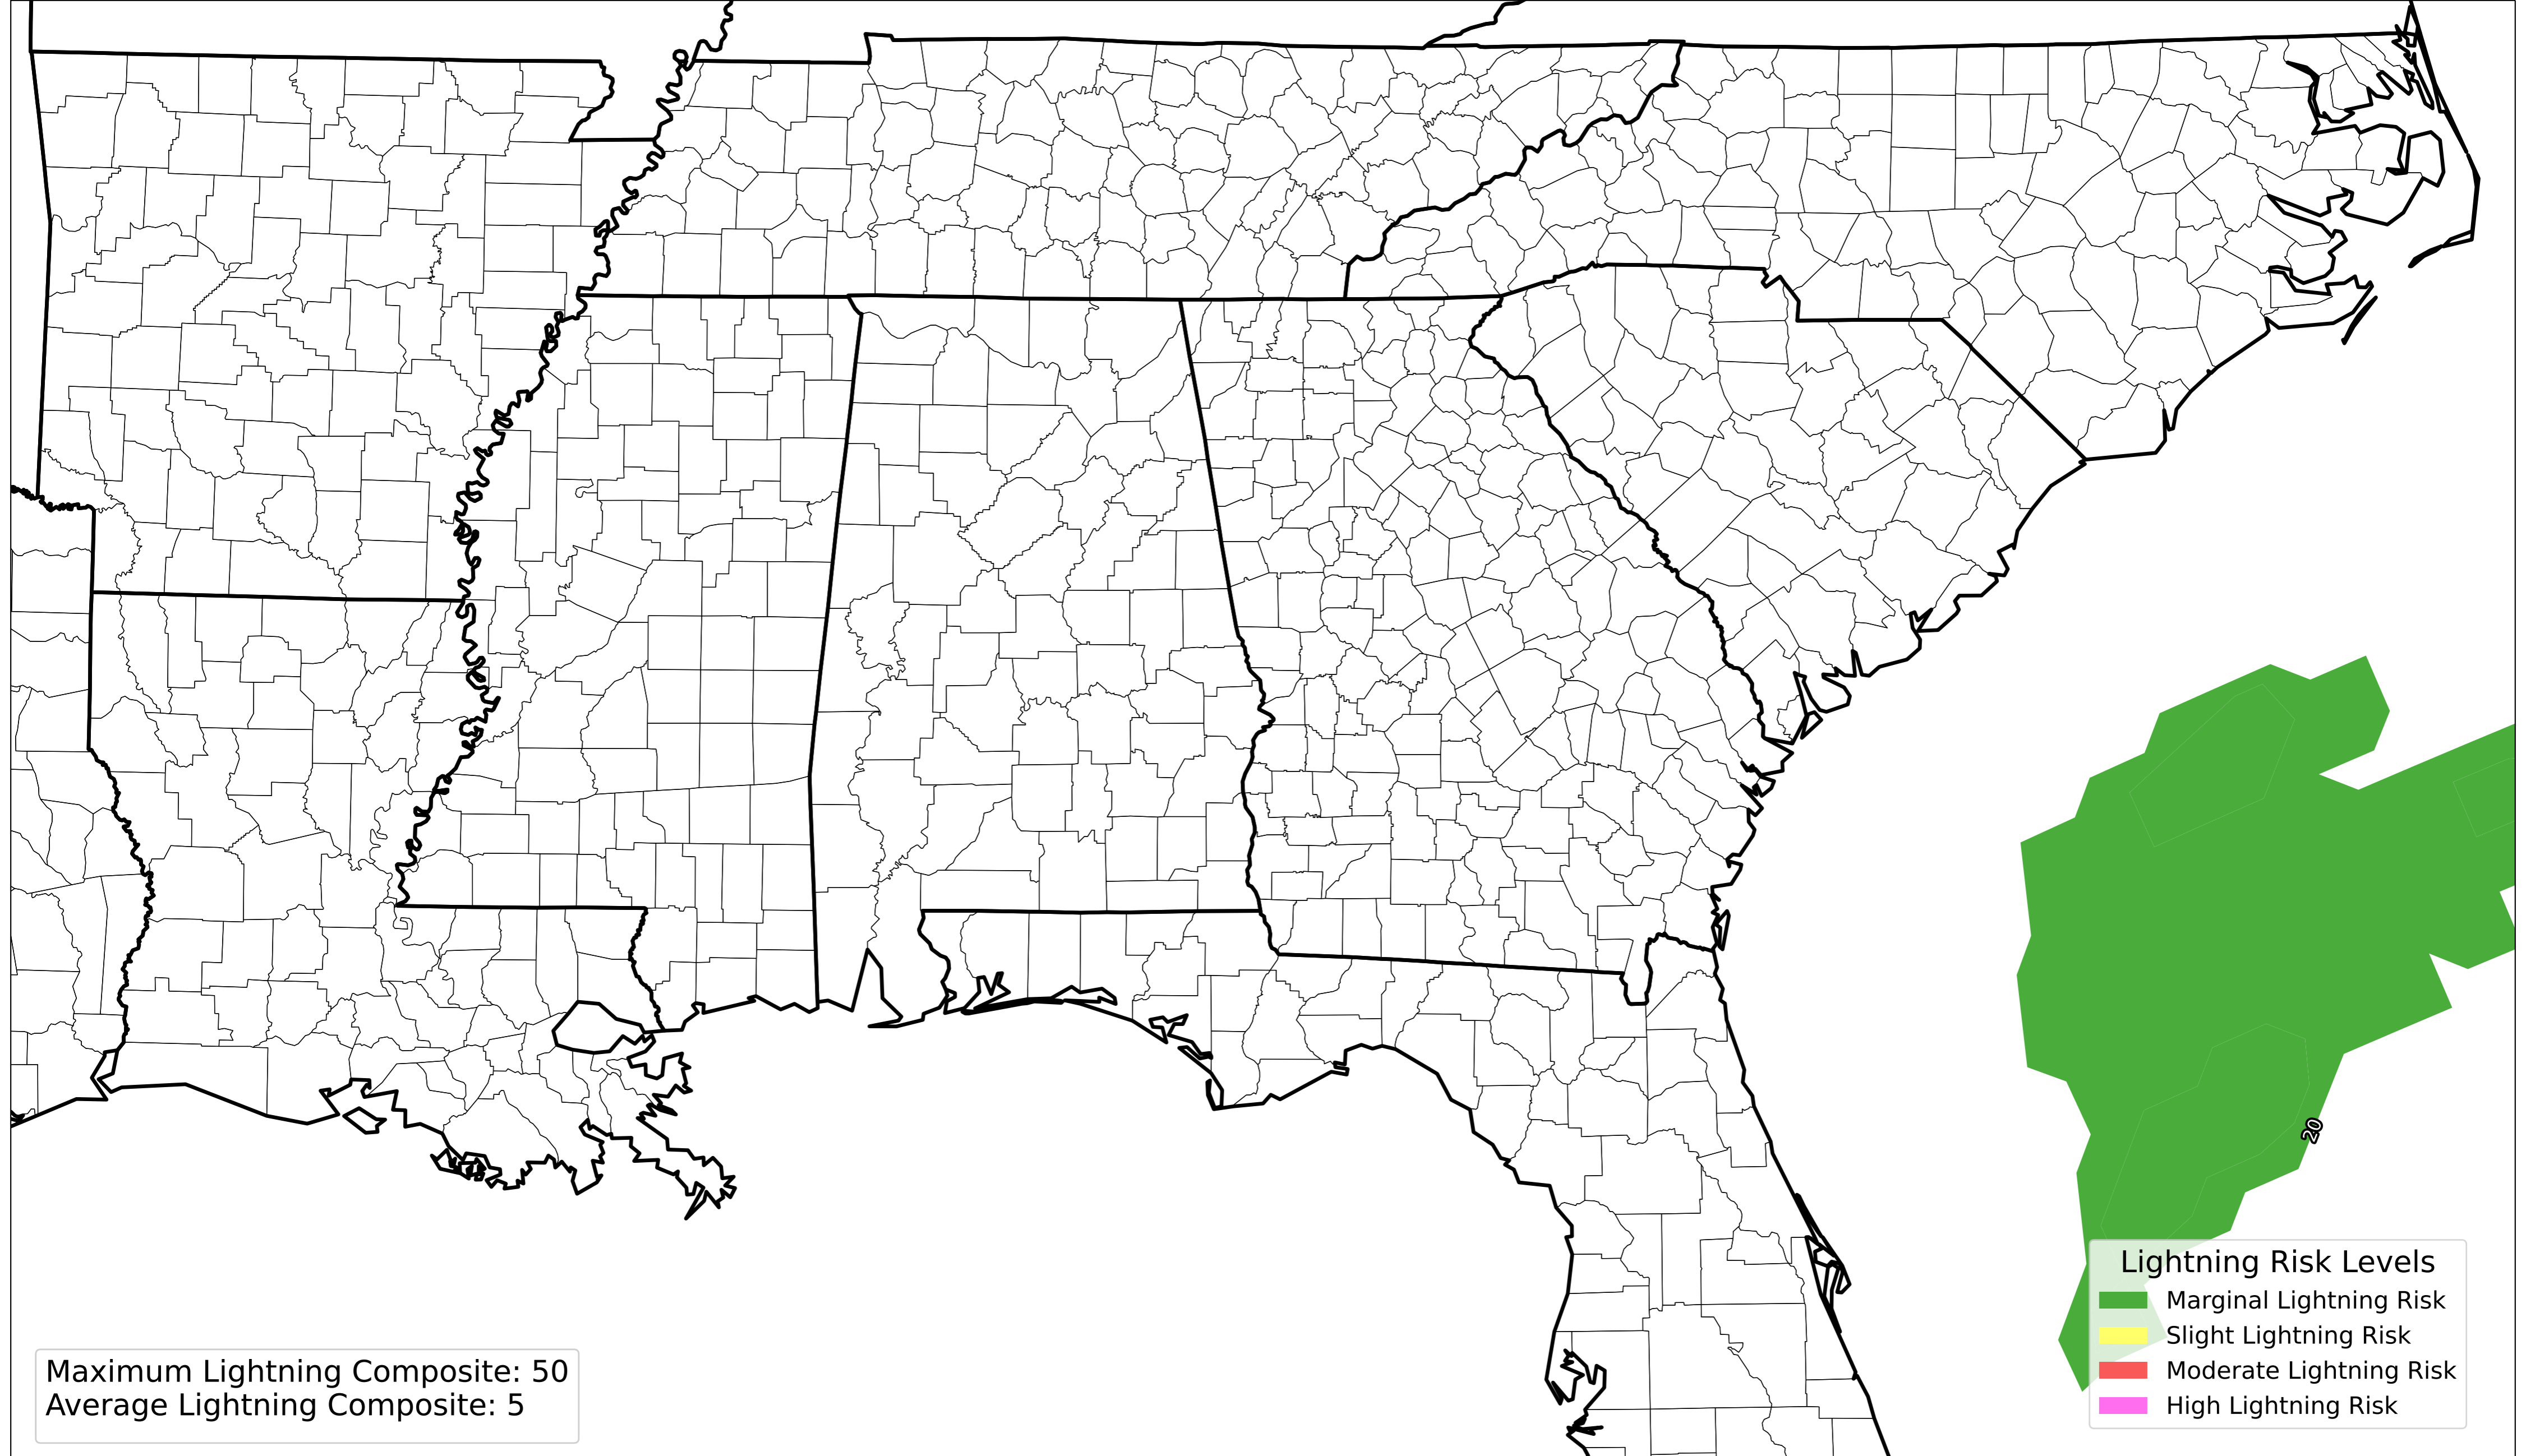 20
Lightning Risk Levels
Marginal Lightning Risk
Slight Lightning Risk
Moderate Lightning Risk
High Lightning Risk
Maximum Lightning Composite: 50
Average Lightning Composite: 5